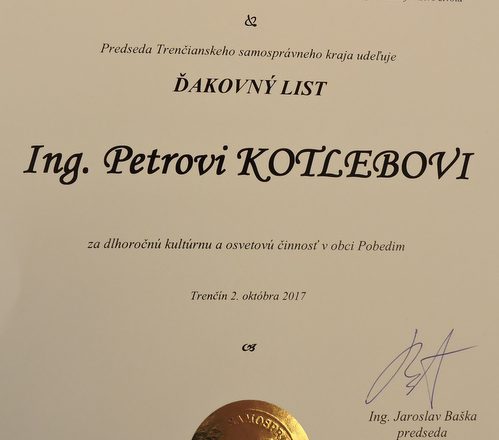 Predseda Trenčianskeho samosprávneho kraja udeľuje
ĎAKOVNÝ LIST
Ing. Petrovi KOTLEBOVI
za dlhoročnú kultúrnu a osvetovú činnosť v obci Pobedim
Trenčín 2. októbra 2017
Ing. Jaroslav Baška
predseda